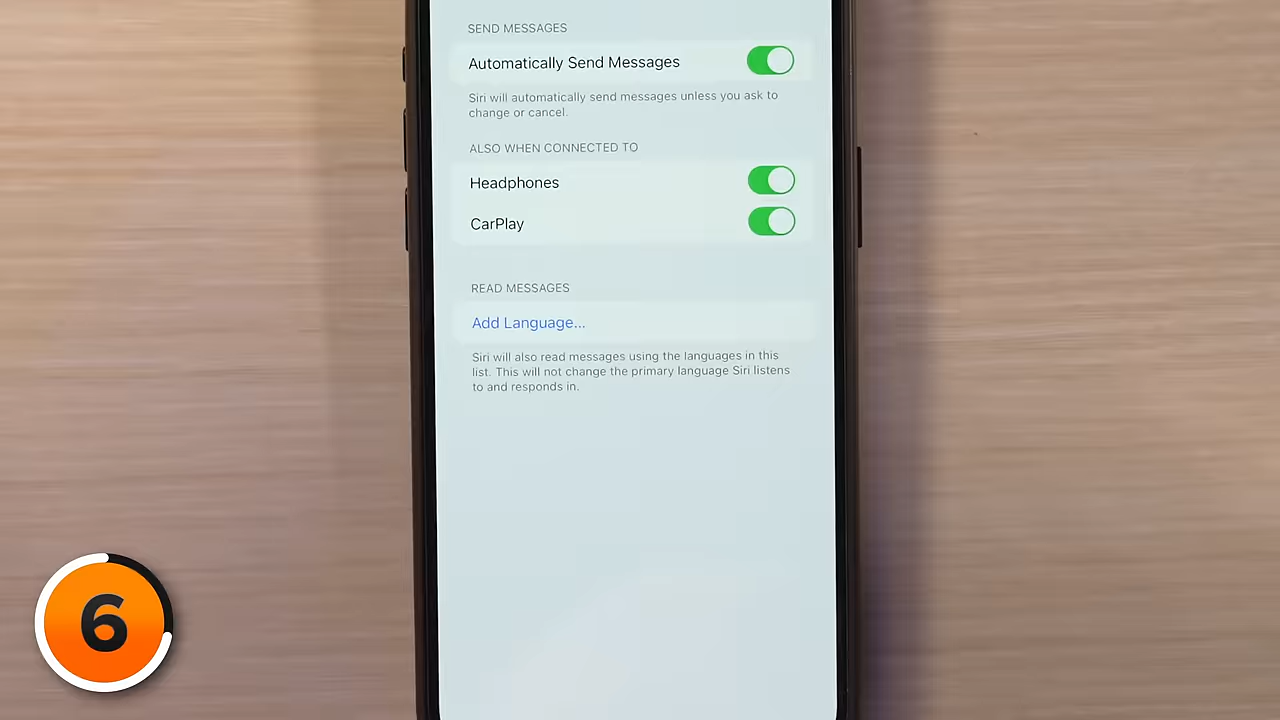 SEND MESSAGES
Automatically Send Messages
Siri will automatically send messages unless you ask to
change or cancel.
ALSO WHEN CONNECTED TO
Headphones
CarPlay
READ MESSAGES
Add Language...
Siri will also read messages using the languages in this
list. This will not change the primary language Siri listens
to and responds in.
6